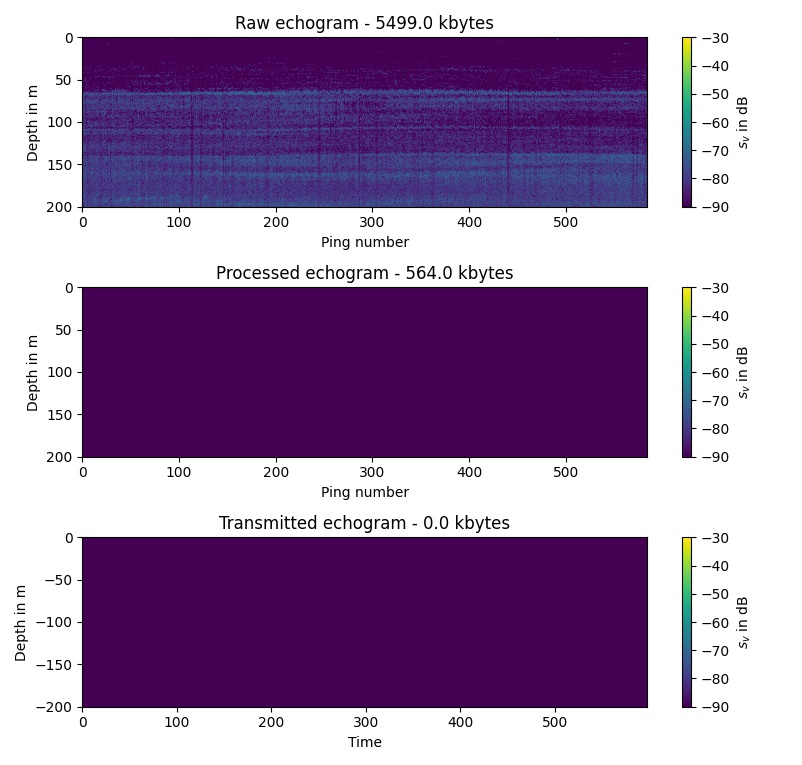 Raw echogram - 5499.0 kbytes
0
50
100
150
200
Depth in m
0 100 200 300 400 500
Ping number
−30
−40
−50
−60
−70
−80
−90
sv in dB
Processed echogram - 564.0 kbytes
0
50
100
150
200
Depth in m
0 100 200 300 400 500
Ping number
−30
−40
−50
−60
−70
−80
−90
sv in dB
Transmitted echogram - 0.0 kbytes
0
−50
−100
−150
−200
Depth in m
0 100 200 300 400 500
Time
−30
−40
−50
−60
−70
−80
−90
sv in dB